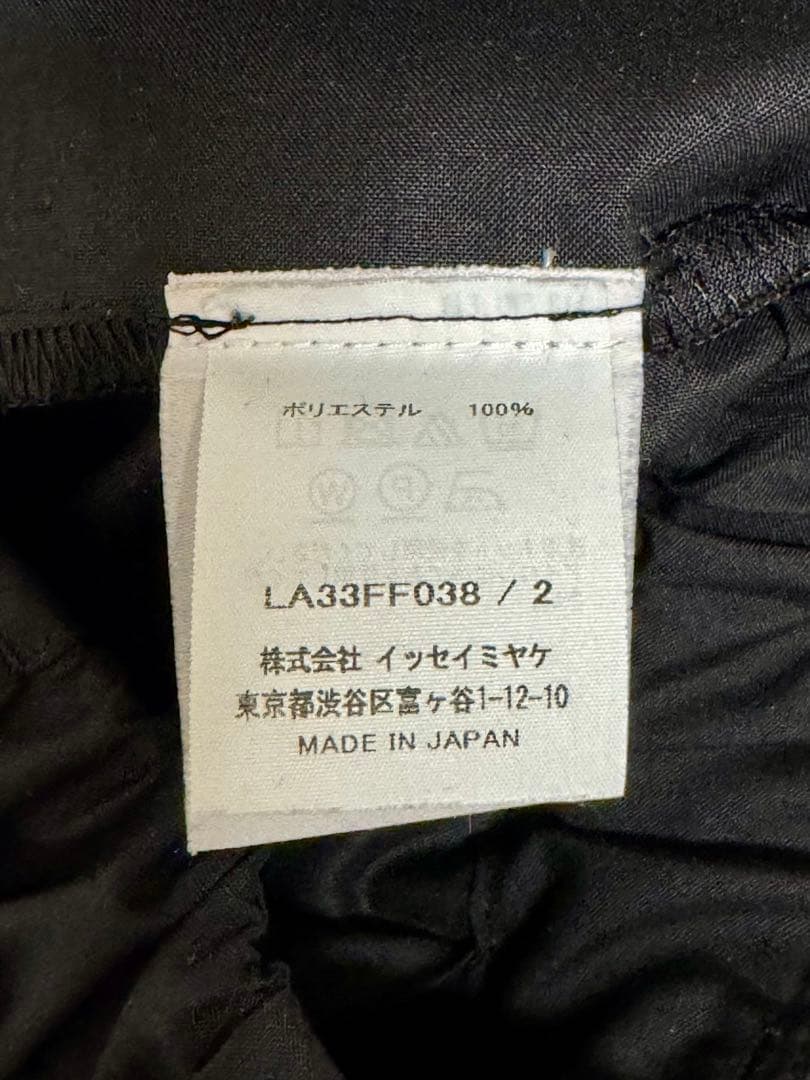 ポリエステル 100%
LA33FF038 / 2
株式会社 イッセイミヤケ
東京都渋谷区富ヶ谷1-12-10
MADE IN JAPAN